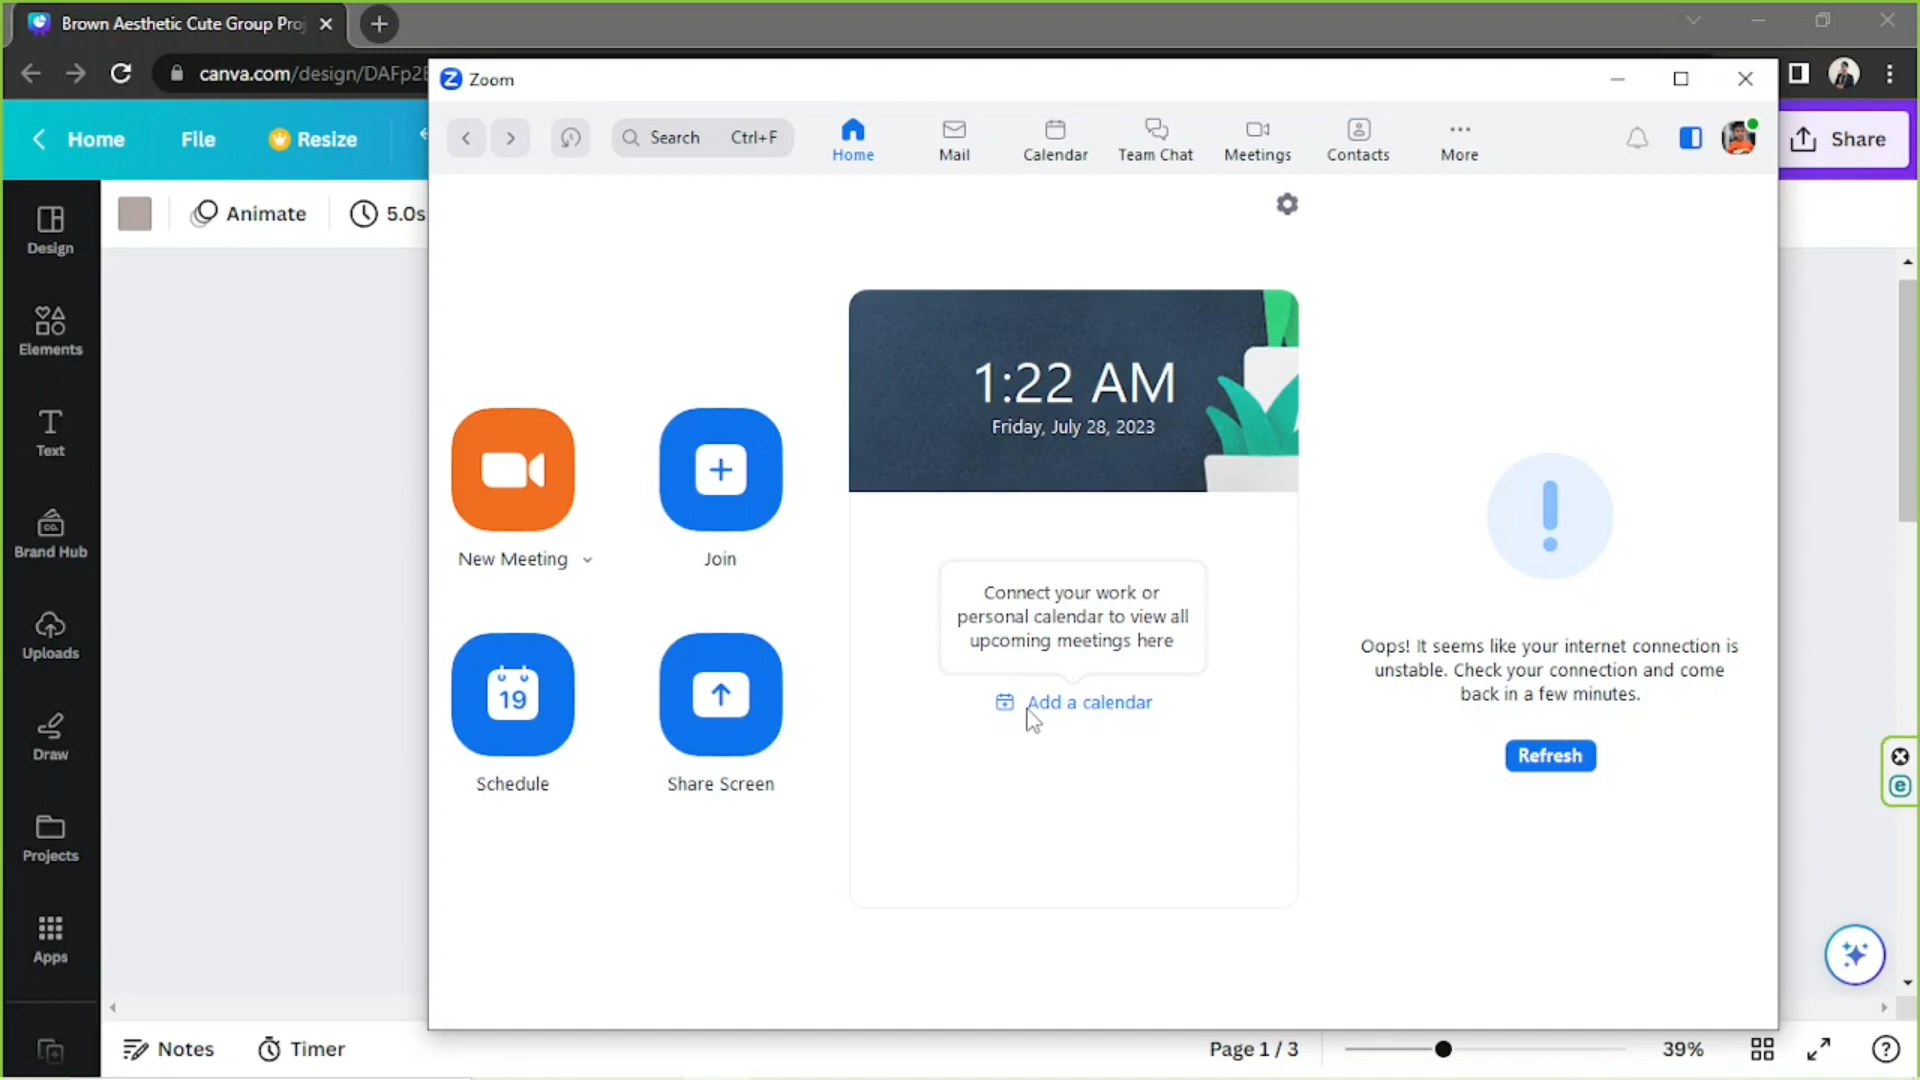 Brown Aesthetic Cute Group Pro
canva.com/design/DAFp2
Home
File
Resize
Share
Design
Elements
Text
Brand Hub
CO.
Uploads
Draw
Projects
Apps
Animate
5.0s
Zoom
Search
Ctrl+F
Home
Mail
Calendar
Team Chat
Meetings
Contacts
More
New Meeting
Join
19
Schedule
Share Screen
1:22 AM
Friday, July 28, 2023
Connect your work or
personal calendar to view all
upcoming meetings here
Add a calendar
Oops! It seems like your internet connection is
unstable. Check your connection and come
back in a few minutes.
Refresh
Notes
Timer
Page 1 / 3
39%